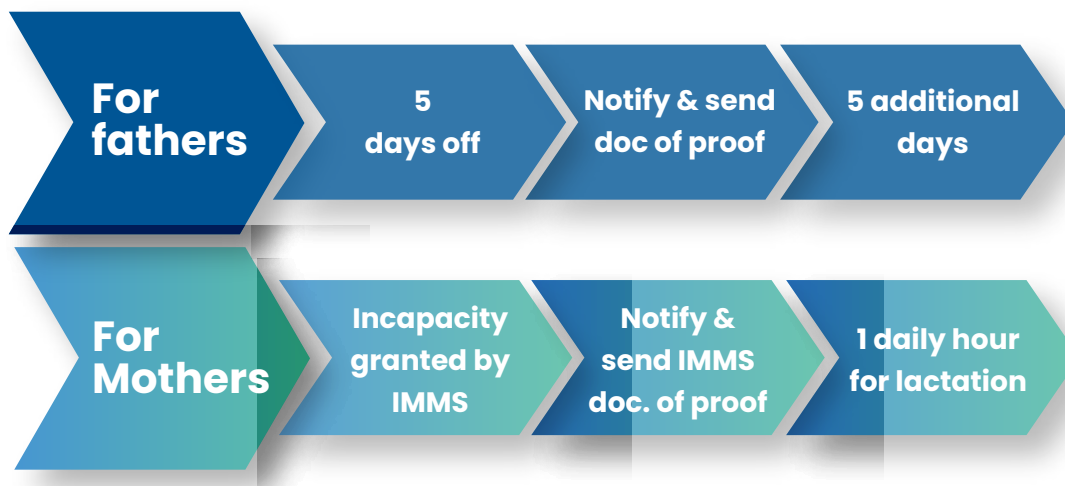 For
fathers
5
days off
Notify & send
doc of proof
5 additional
days
For
Mothers
Incapacity
granted by
IMMS
Notify &
send IMMS
doc. of proof
1 daily hour
for lactation